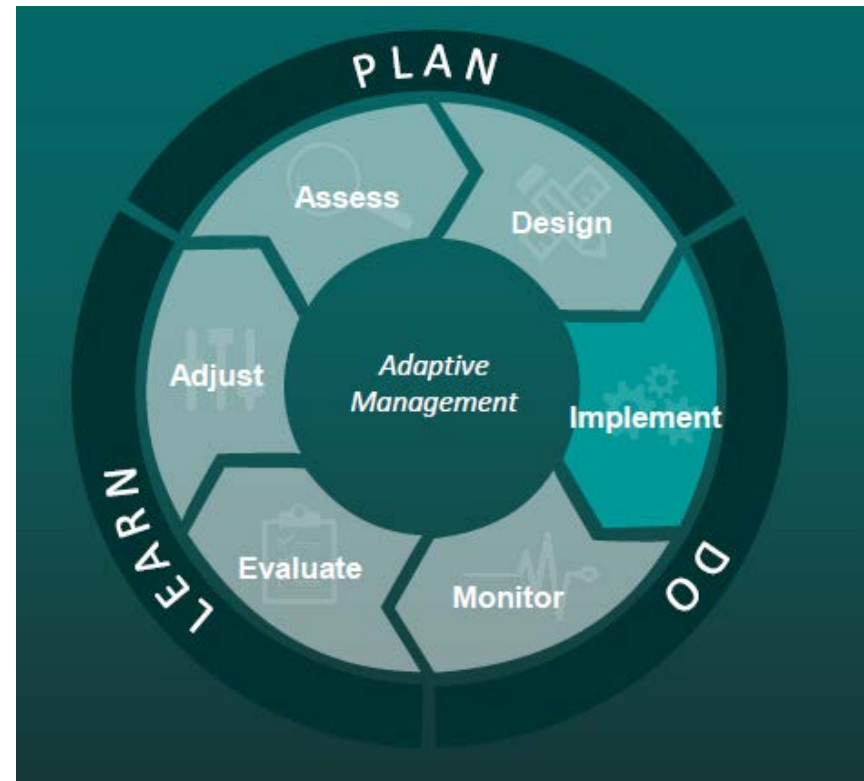 PLAN
Assess
Design
Adjust
Adaptive
Management
Implement
Evaluate
Monitor
LEARN
DO